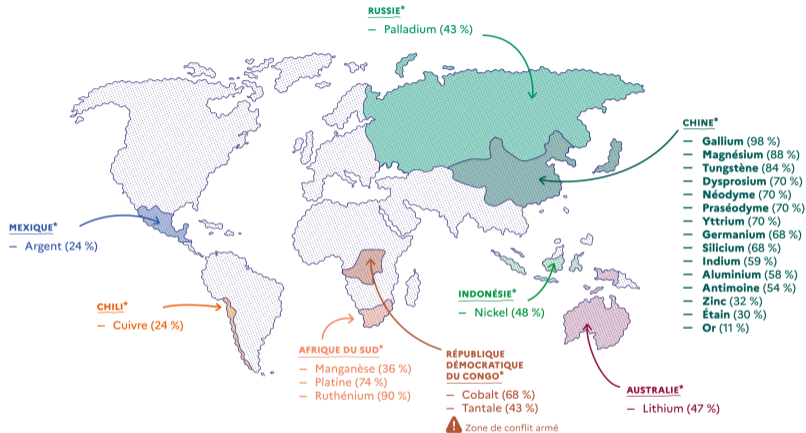 RUSSIE*
— Palladium (43 %)
CHINE*
— Gallium (98 %)
— Magnésium (88 %)
— Tungstène (84 %)
— Dysprosium (70 %)
— Néodyme (70 %)
— Praséodyme (70 %)
— Yttrium (70 %)
— Germanium (68 %)
— Silicium (68 %)
— Indium (59 %)
— Aluminium (58 %)
— Antimoine (54 %)
— Zinc (32 %)
— Étain (30 %)
— Or (11 %)
MEXIQUE*
— Argent (24 %)
CHILI*
— Cuivre (24 %)
INDONÉSIE*
— Nickel (48 %)
AFRIQUE DU SUD*
— Manganèse (36 %)
— Platine (74 %)
— Ruthénium (90 %)
RÉPUBLIQUE
DÉMOCRATIQUE
DU CONGO*
— Cobalt (68 %)
— Tantale (43 %)
! Zone de conflit armé
AUSTRALIE*
— Lithium (47 %)